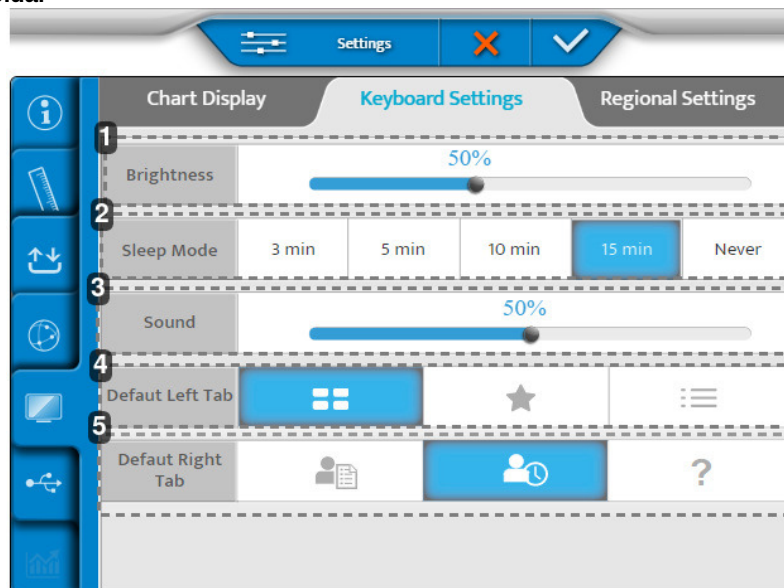 Settings
Chart Display Keyboard Settings Regional Settings
1
50%
Brightness
2
Sleep Mode 3 min 5 min 10 min 15 min Never
3
50%
Sound
4
Defaut Left Tab
5
Defaut Right
Tab
?